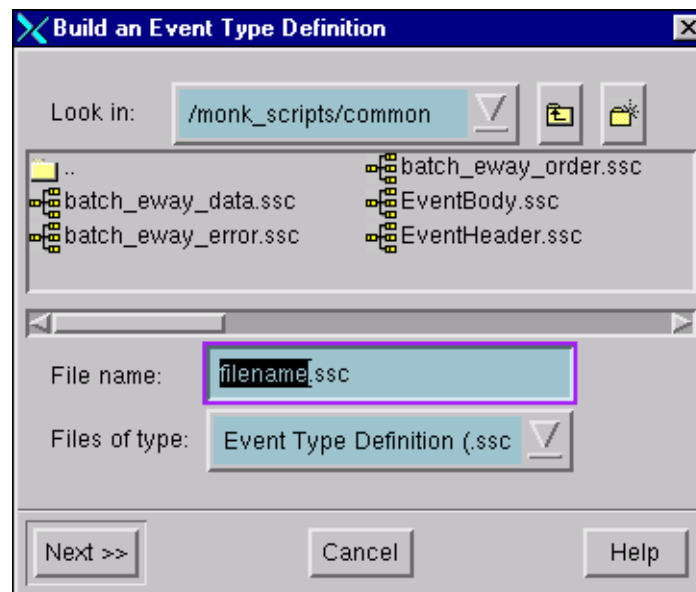 Build an Event Type Definition
Look in: /monk_scripts/common
..
batch_eway_order.ssc
batch_eway_data.ssc
EventBody.ssc
batch_eway_error.ssc
EventHeader.ssc
File name: filename.ssc
Files of type: Event Type Definition (.ssc
Next >> Cancel Help